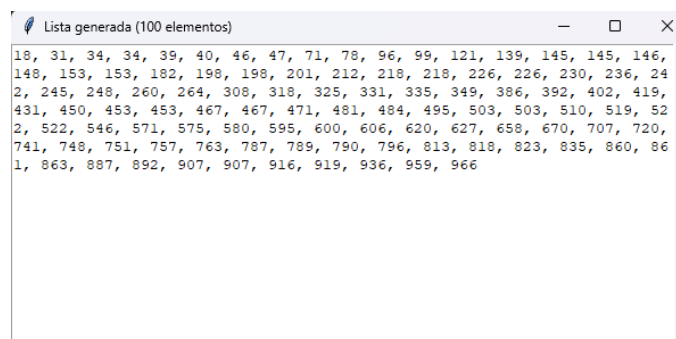 Lista generada (100 elementos)
18, 31, 34, 34, 39, 40, 46, 47, 71, 78, 96, 99, 121, 139, 145, 145, 146,
148, 153, 153, 182, 198, 198, 201, 212, 218, 218, 226, 226, 230, 236, 24
2, 245, 248, 260, 264, 308, 318, 325, 331, 335, 349, 386, 392, 402, 419,
431, 450, 453, 453, 467, 467, 471, 481, 484, 495, 503, 503, 510, 519, 52
2, 522, 546, 571, 575, 580, 595, 600, 606, 620, 627, 658, 670, 707, 720,
741, 748, 751, 757, 763, 787, 789, 790, 796, 813, 818, 823, 835, 860, 86
1, 863, 887, 892, 907, 907, 916, 919, 936, 959, 966